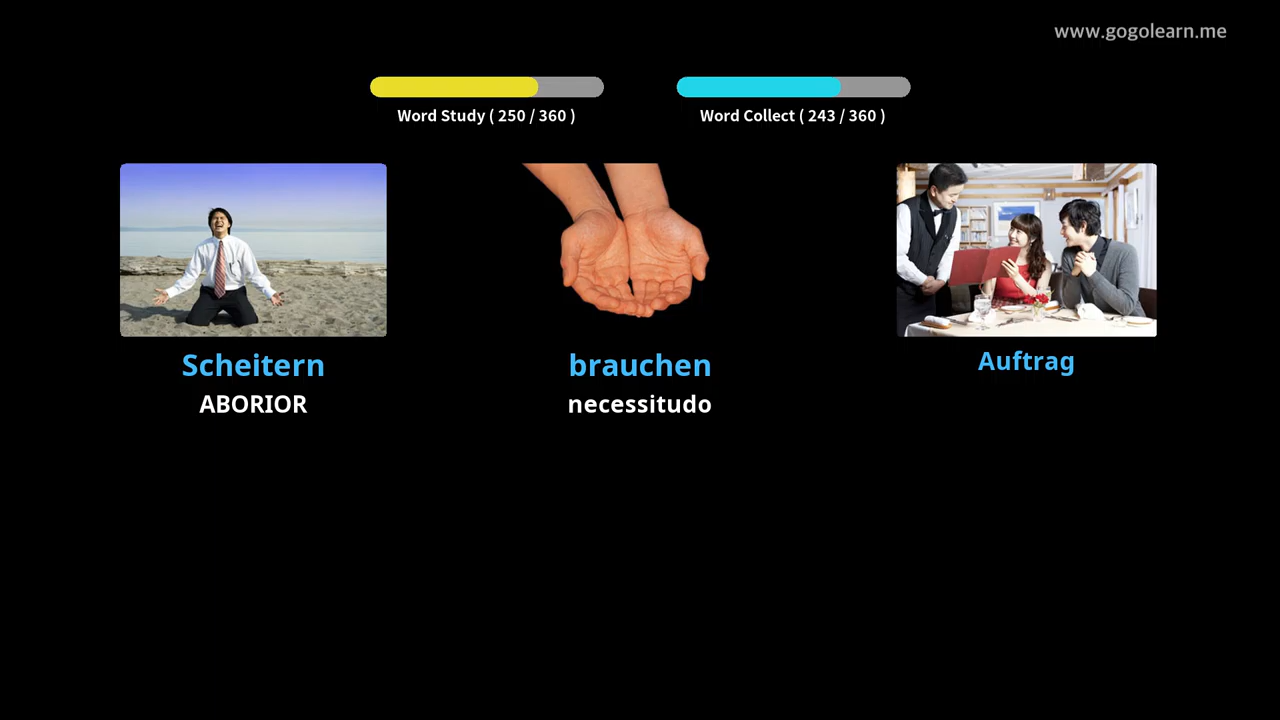 www.gogolearn.me
Word Study ( 250 / 360 )
Word Collect ( 243 / 360 )
Scheitern
ABORIOR
brauchen
necessitudo
Auftrag